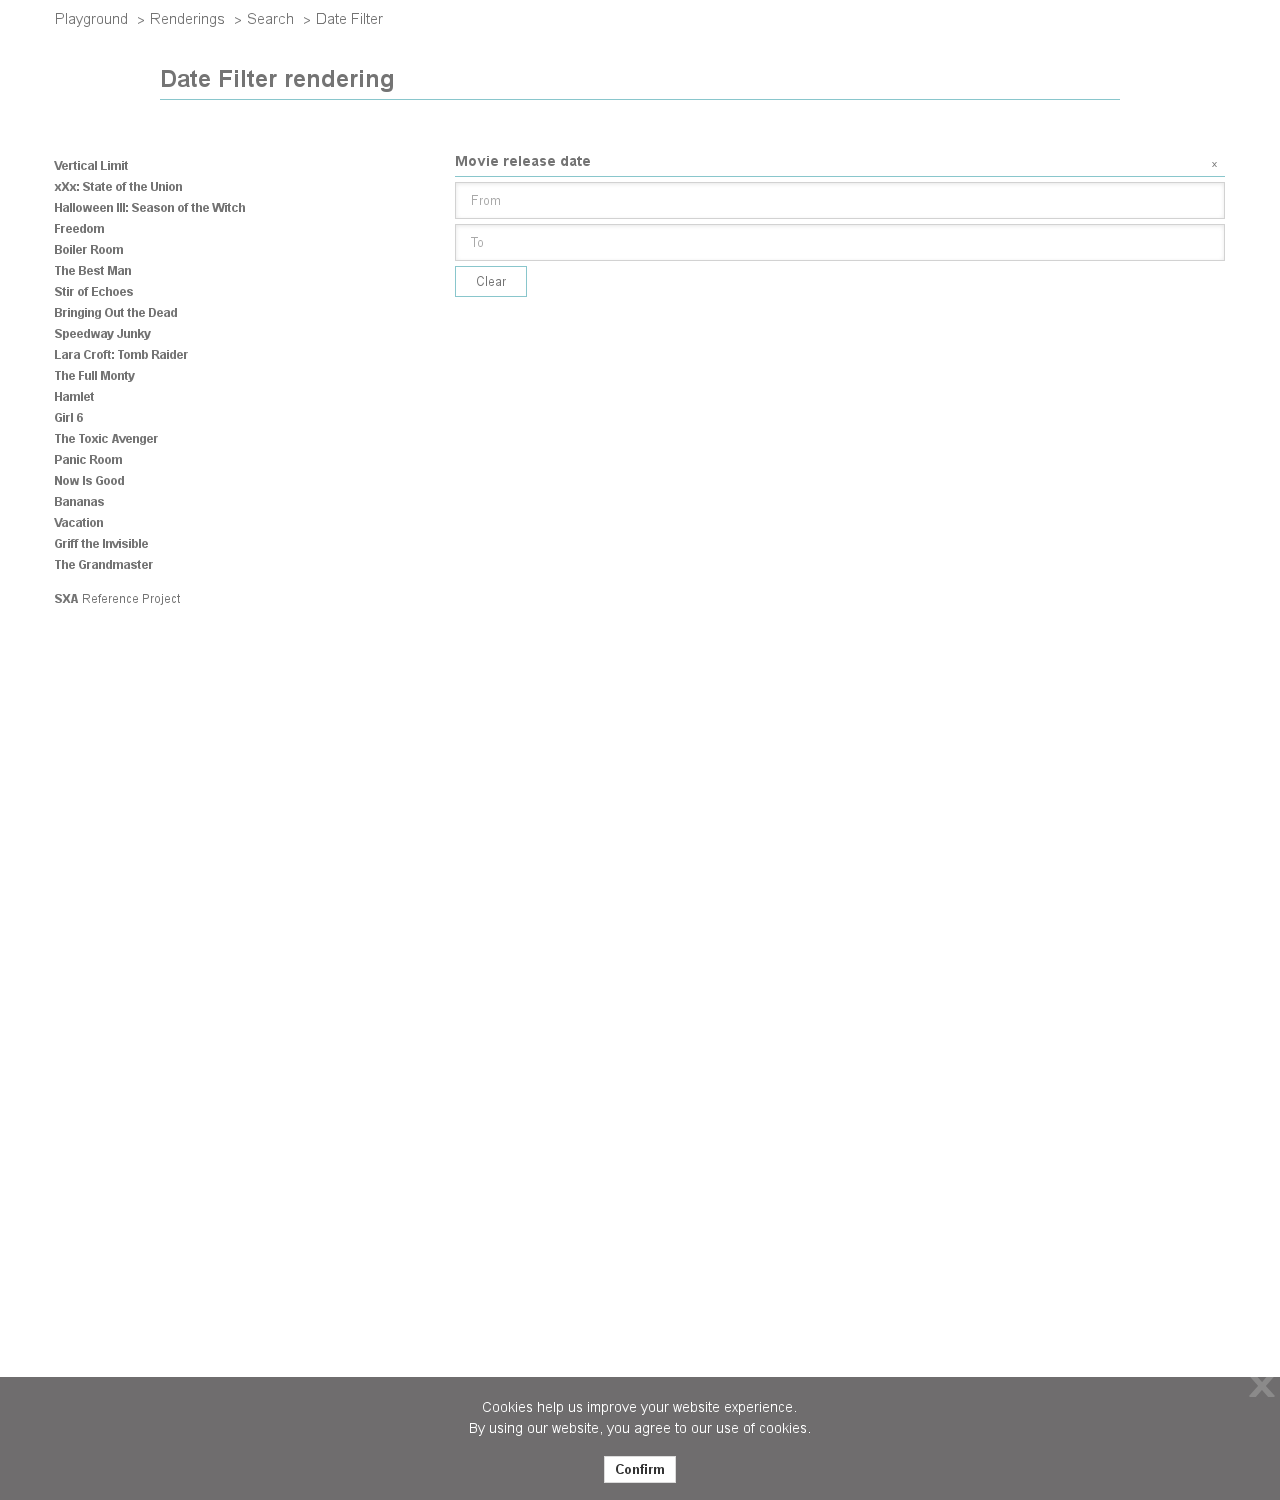 Playground > Renderings > Search > Date Filter
Date Filter rendering
Vertical Limit
xXx: State of the Union
Halloween III: Season of the Witch
Freedom
Boiler Room
The Best Man
Stir of Echoes
Bringing Out the Dead
Speedway Junky
Lara Croft: Tomb Raider
The Full Monty
Hamlet
Girl 6
The Toxic Avenger
Panic Room
Now Is Good
Bananas
Vacation
Griff the Invisible
The Grandmaster
SXA Reference Project
Movie release date x
From
To
Clear
X
Cookies help us improve your website experience.
By using our website, you agree to our use of cookies.
Confirm